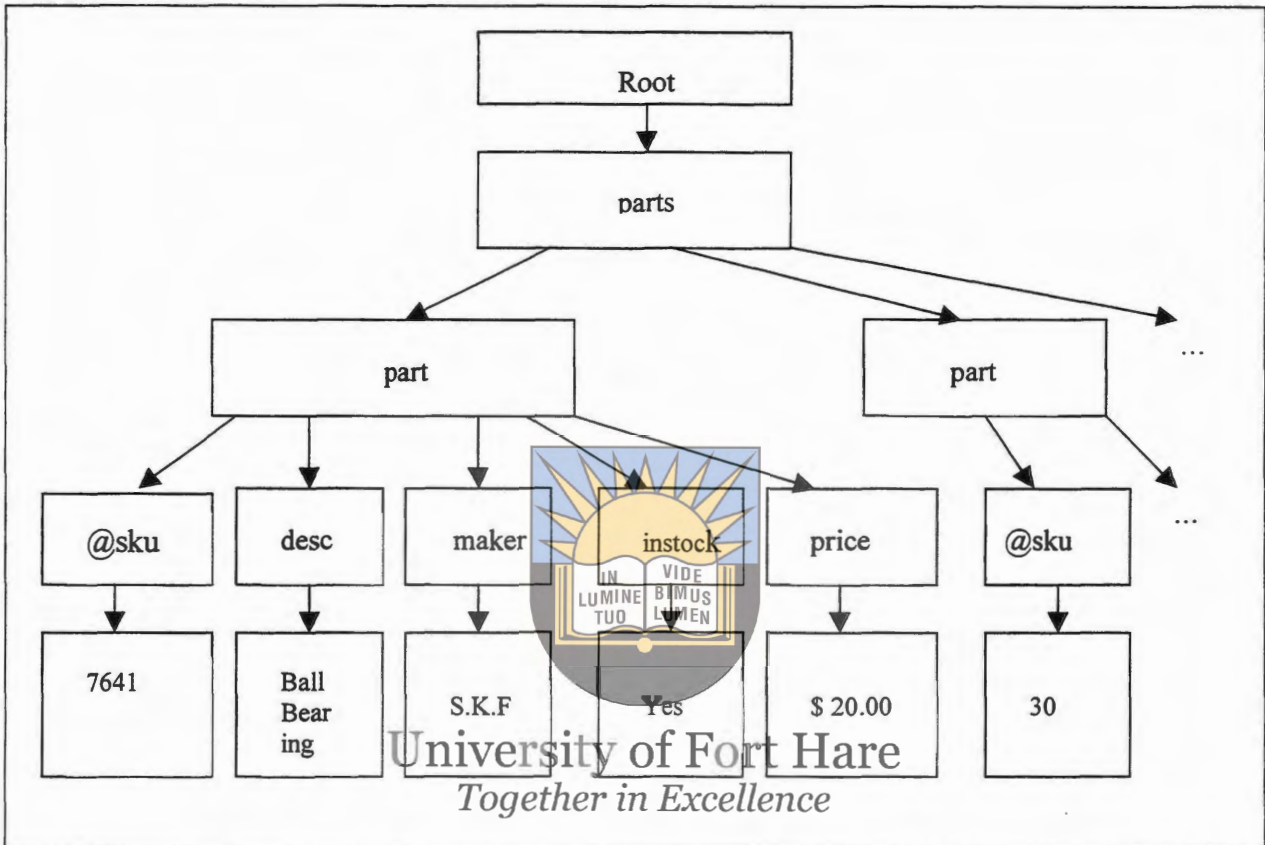 Root
parts
part
part
...
@sku
desc
maker
instock
price
@sku
...
IN
LUMINE
TUO
VIDE
BIMUS
LUMEN
7641
Ball
Bear
ing
S.K.F
Yes
$ 20.00
30
University of Fort Hare
Together in Excellence